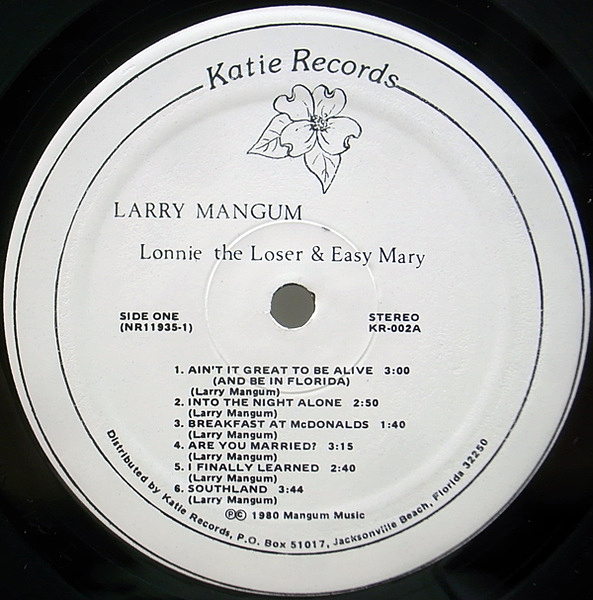 Katie Records
LARRY MANGUM
Lonnie the Loser & Easy Mary
SIDE ONE
(NR11935-1)
STEREO
KR-002A
1. AIN'T IT GREAT TO BE ALIVE 3:00
(AND BE IN FLORIDA)
(Larry Mangum)
2. INTO THE NIGHT ALONE 2:50
(Larry Mangum)
3. BREAKFAST AT McDONALDS 1:40
(Larry Mangum)
4. ARE YOU MARRIED? 3:15
(Larry Mangum)
5. I FINALLY LEARNED 2:40
(Larry Mangum)
6. SOUTHLAND 3:44
(Larry Mangum)
℗© 1980 Mangum Music
Distributed by Katie Records, P.O. Box 51017, Jacksonville Beach, Florida 32250